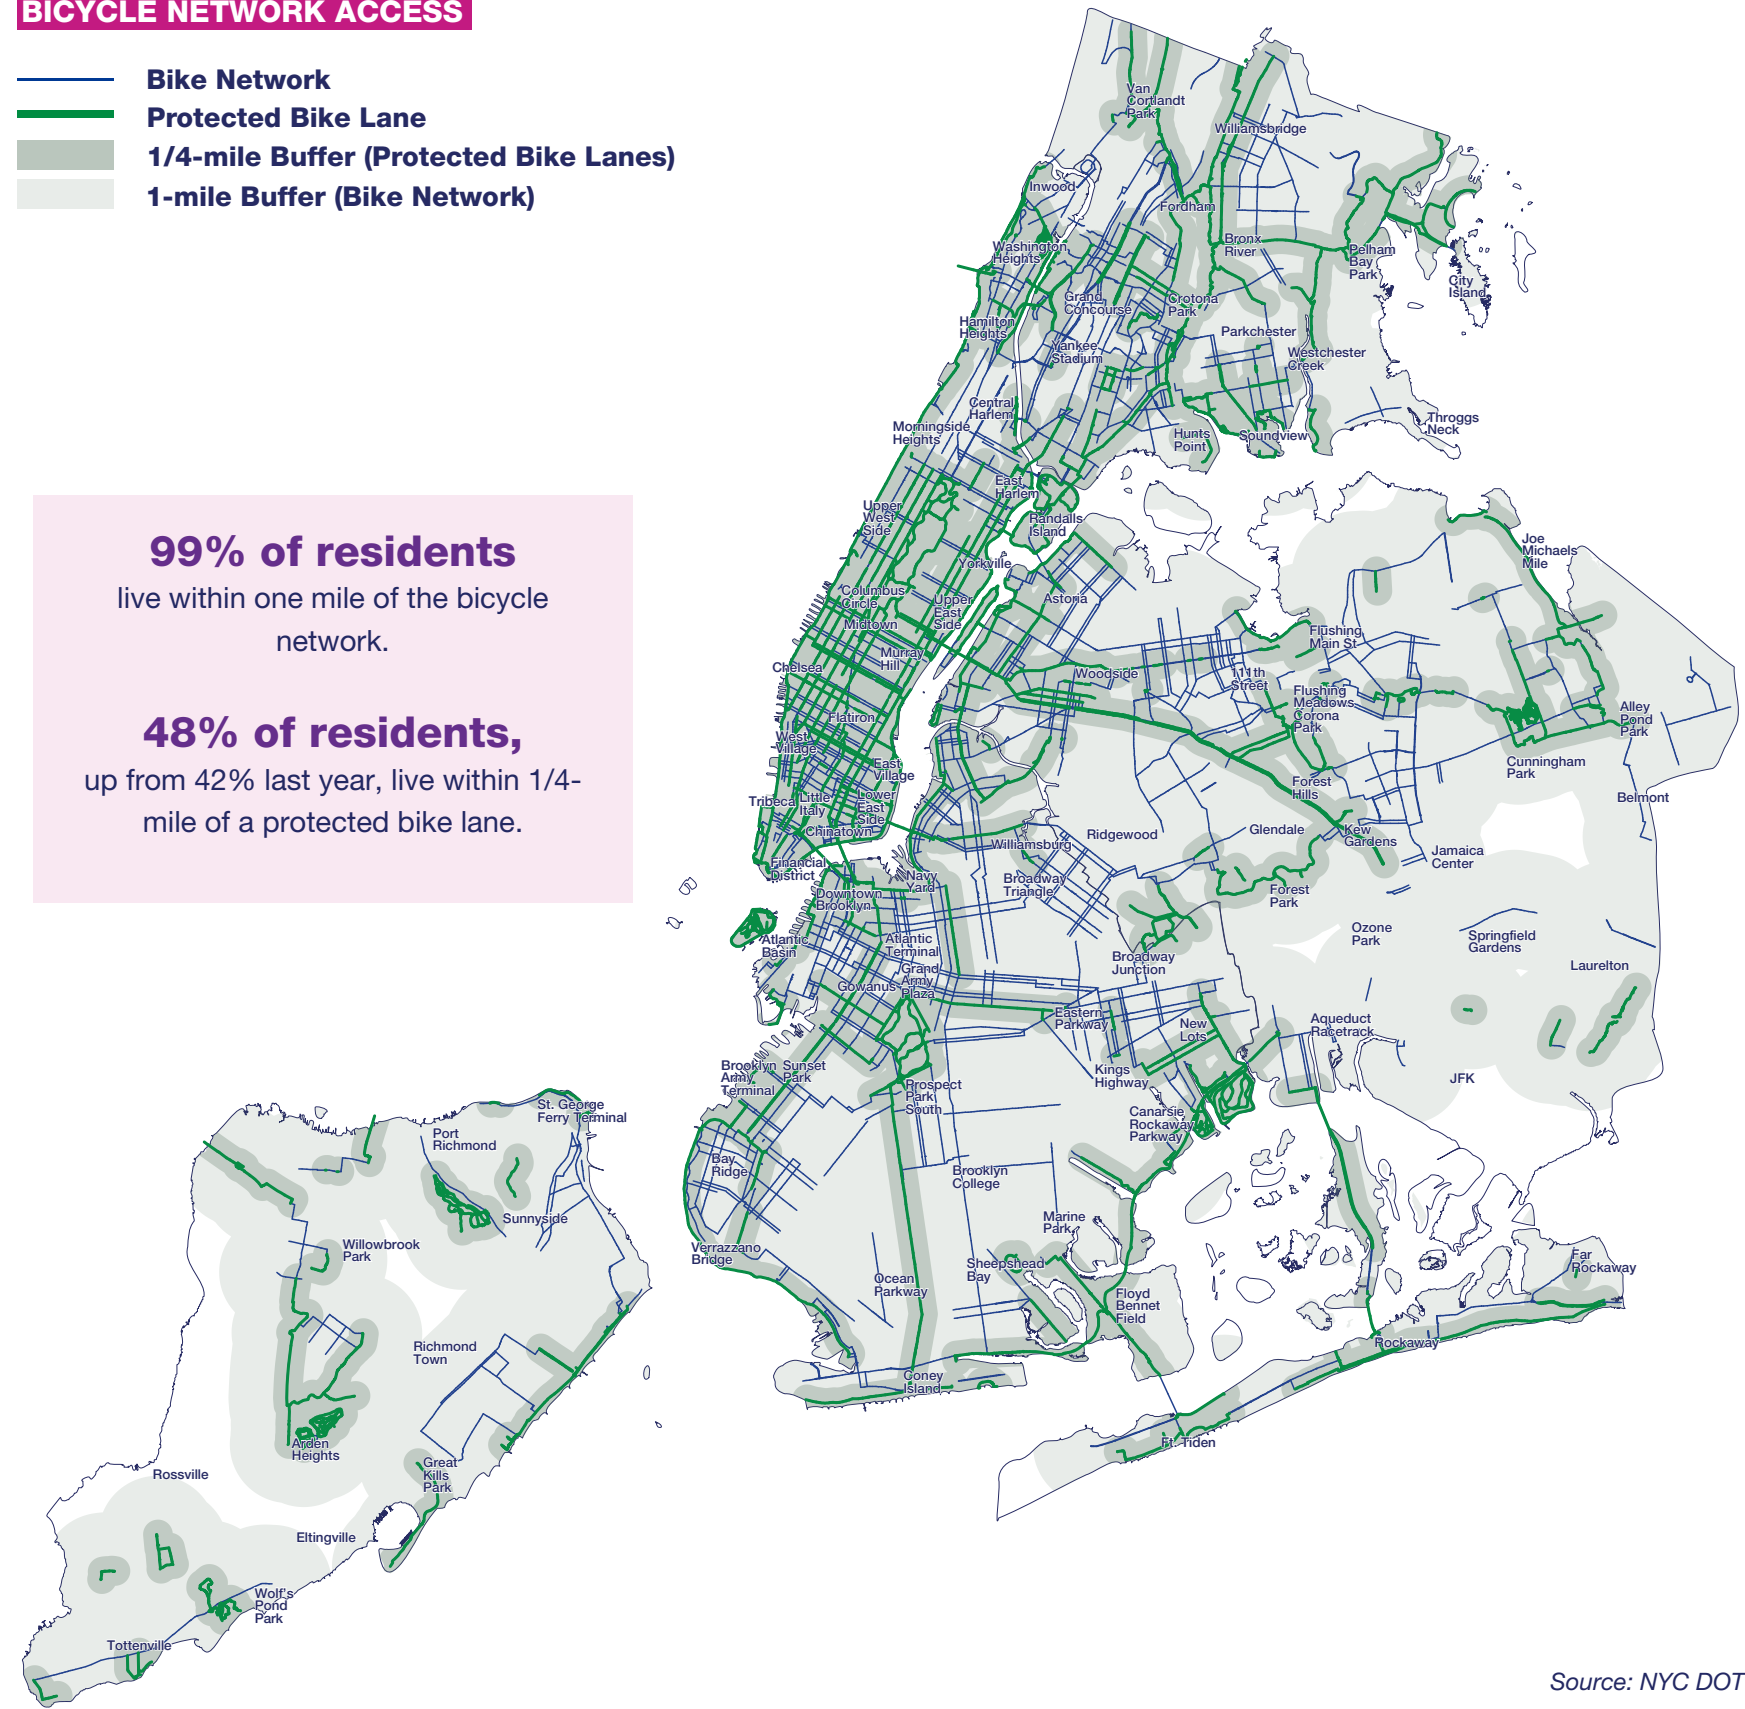 BICYCLE NETWORK ACCESS
Bike Network
Protected Bike Lane
1/4-mile Buffer (Protected Bike Lanes)
1-mile Buffer (Bike Network)
99% of residents
live within one mile of the bicycle
network.
48% of residents,
up from 42% last year, live within 1/4-
mile of a protected bike lane.
Van
Cortlandt
Park
Williamsbridge
Inwood
Fordham
Washington
Heights
Bronx
River
Pelham
Bay
Park
City
Island
Grand
Concourse
Crotona
Park
Hamilton
Heights
Yankee
Stadium
Parkchester
Westchester
Creek
Central
Harlem
Morningside
Heights
Hunts
Point
Soundview
Throggs
Neck
East
Harlem
Upper
West
Side
Randalls
Island
Joe
Michaels
Mile
Yorkville
Columbus
Circle
Upper
East
Side
Astoria
Midtown
Murray
Hill
Flushing
Main St
Chelsea
Woodside
111th
Street
Flushing
Meadows
Corona
Park
Alley
Pond
Park
Flatiron
West
Village
East
Village
Cunningham
Park
Forest
Hills
Belmont
Tribeca
Little
Italy
Lower
East
Side
Chinatown
Williamsburg
Ridgewood
Glendale
Kew
Gardens
Jamaica
Center
Financial
District
Navy
Yard
Broadway
Triangle
Downtown
Brooklyn
Forest
Park
Atlantic
Basin
Atlantic
Terminal
Ozone
Park
Springfield
Gardens
Broadway
Junction
Laurelton
Grand
Army
Plaza
Gowanus
Eastern
Parkway
New
Lots
Aqueduct
Racetrack
Brooklyn
Army
Terminal
Sunset
Park
Kings
Highway
JFK
Prospect
Park
South
Canarsie
Rockaway
Parkway
St. George
Ferry Terminal
Port
Richmond
Bay
Ridge
Brooklyn
College
Sunnyside
Marine
Park
Willowbrook
Park
Verrazzano
Bridge
Sheepshead
Bay
Far
Rockaway
Ocean
Parkway
Floyd
Bennet
Field
Richmond
Town
Rockaway
Coney
Island
Arden
Heights
Ft. Tiden
Great
Kills
Park
Rossville
Eltingville
Wolf's
Pond
Park
Tottenville
Source: NYC DOT